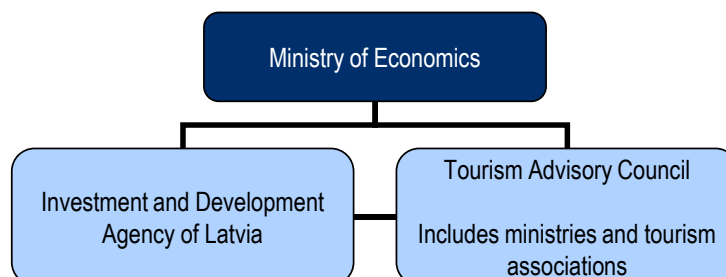 Ministry of Economics
Investment and Development
Agency of Latvia
Tourism Advisory Council
Includes ministries and tourism
associations